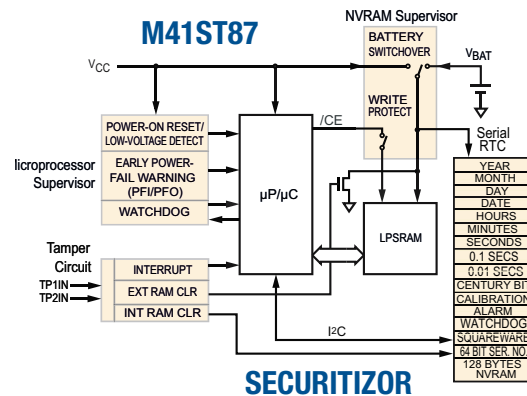 NVRAM Supervisor
M41ST87
BATTERY
SWITCHOVER
VCC
VBAT
/CE
WRITE
PROTECT
Serial
RTC
POWER-ON RESET/
LOW-VOLTAGE DETECT
EARLY POWER-
FAIL WARNING
(PFI/PFO)
WATCHDOG
licroprocessor
Supervisor
µP/µC
LPSRAM
YEAR
MONTH
DAY
DATE
HOURS
MINUTES
SECONDS
0.1 SECS
0.01 SECS
CENTURY BIT
CALIBRATION
ALARM
WATCHDOG
SQUAREWARE
64 BIT SER. NO.
128 BYTES
NVRAM
Tamper
Circuit
TP1IN
TP2IN
INTERRUPT
EXT RAM CLR
INT RAM CLR
I2C
SECURITIZOR